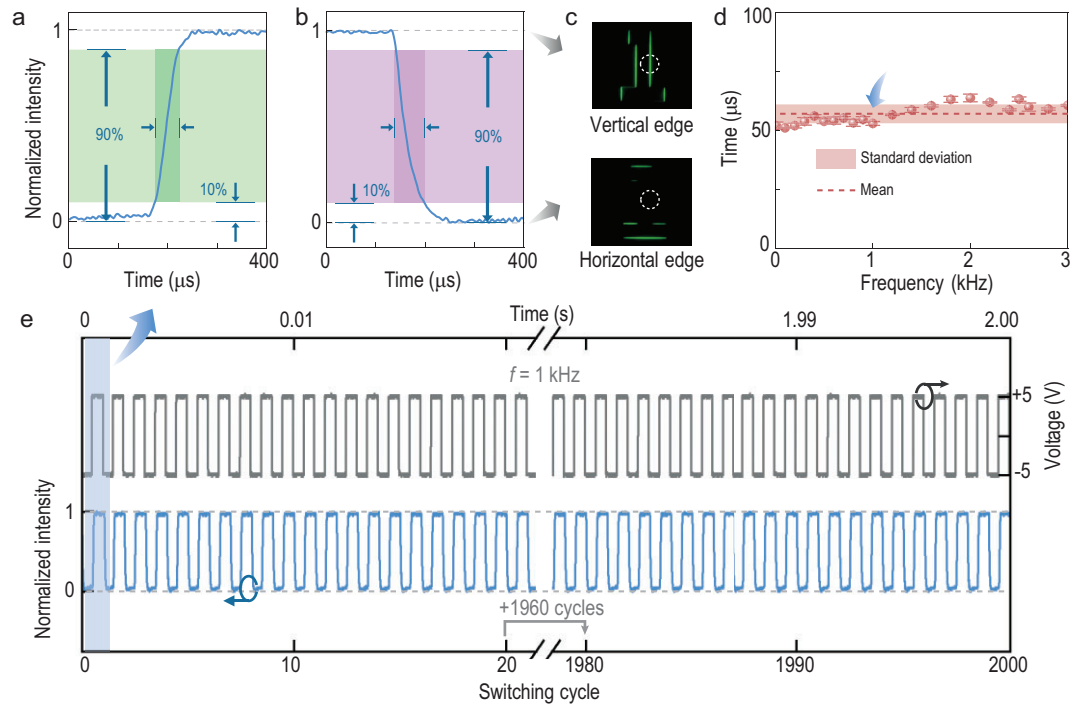 a
b
c
d
Normalized intensity
1
0
90%
10%
0
200
400
Time (μs)
1
0
10%
90%
0
200
400
Time (μs)
Vertical edge
Horizontal edge
Time (μs)
100
50
0
Standard deviation
Mean
0
1
2
3
Frequency (kHz)
e
0
0.01
Time (s)
1.99
2.00
f = 1 kHz
+5
-5
Voltage (V)
Normalized intensity
1
0
+1960 cycles
0
10
20
1980
1990
2000
Switching cycle